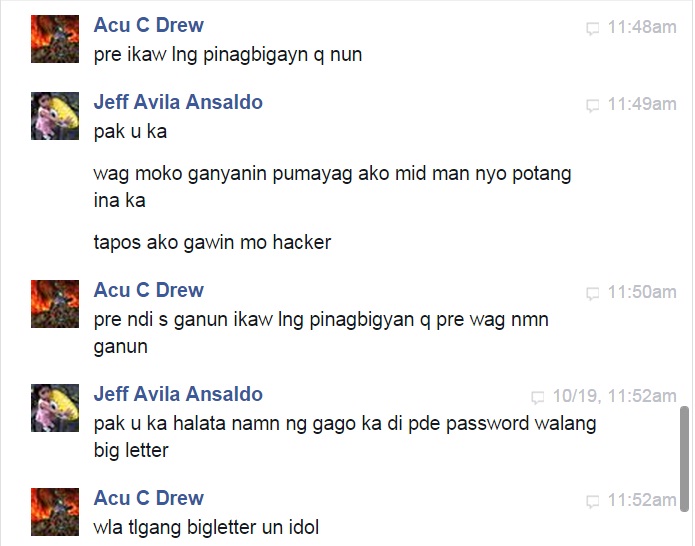 Acu C Drew 11:48am
pre ikaw lng pinagbigayn q nun
Jeff Avila Ansaldo 11:49am
pak u ka
wag moko ganyanin pumayag ako mid man nyo potang
ina ka
tapos ako gawin mo hacker
Acu C Drew 11:50am
pre ndi s ganun ikaw lng pinagbigyan q pre wag nmn
ganun
Jeff Avila Ansaldo 10/19, 11:52am
pak u ka halata namn ng gago ka di pde password walang
big letter
Acu C Drew 11:52am
wla tlgang bigletter un idol